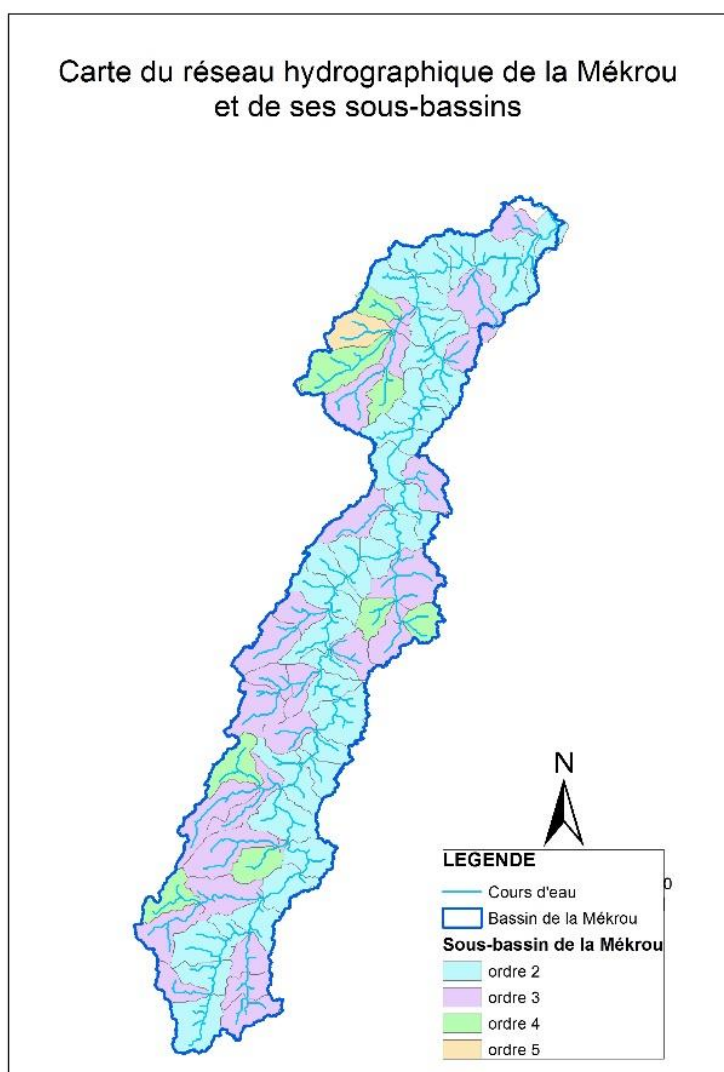 Carte du réseau hydrographique de la Mékrou
et de ses sous-bassins
N
LEGENDE
Cours d'eau
0
Bassin de la Mékrou
Sous-bassin de la Mékrou
ordre 2
ordre 3
ordre 4
ordre 5